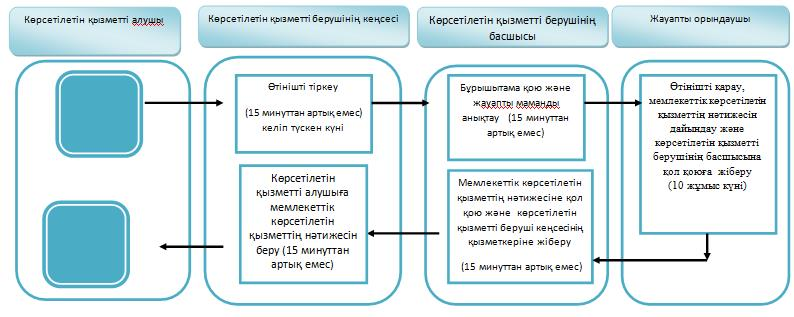 Көрсетілетін қызметті алушы
Көрсетілетін қызметті берушінің кеңсесі
Көрсетілетін қызметті берушінің
басшысы
Жауапты орындаушы
Өтінішті тіркеу
(15 минуттан артық емес)
келіп түскен күні
Бұрыштама қою және
жауапты маманды
анықтау (15 минуттан
артық емес)
Өтінішті қарау,
мемлекеттік көрсетілетін
қызметтің нәтижесін
дайындау және
көрсетілетін қызметті
берушінің басшысына
қол қоюға жіберу
(10 жұмыс күні)
Көрсетілетін
қызметті алушыға
мемлекеттік
көрсетілетін
қызметтің нәтижесін
беру (15 минуттан
артық емес)
Мемлекеттік көрсетілетін
қызметтің нәтижесіне қол
қою және көрсетілетін
қызметті беруші кеңсесінің
қызметкеріне жіберу
(15 минуттан артық емес)